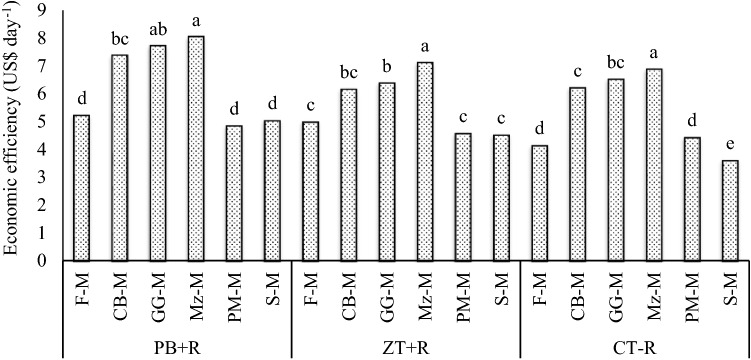 Economic efficiency (US$ day-1)
9
8
7
6
5
4
3
2
1
0
d bc ab a d d c bc b a c c d c bc a d e
F-M CB-M GG-M Mz-M PM-M S-M F-M CB-M GG-M Mz-M PM-M S-M F-M CB-M GG-M Mz-M PM-M S-M
PB+R ZT+R CT-R